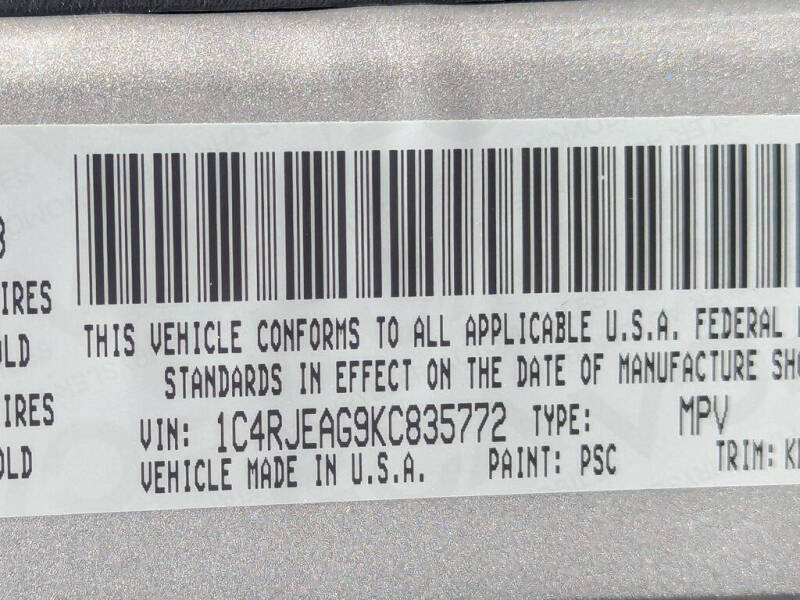 IRES
OLD
IRES
OLD
THIS VEHICLE CONFORMS TO ALL APPLICABLE U.S.A. FEDERAL
STANDARDS IN EFFECT ON THE DATE OF MANUFACTURE SHO
VIN: 1C4RJEAG9KC835772 TYPE: MPV
VEHICLE MADE IN U.S.A. PAINT: PSC TRIM: